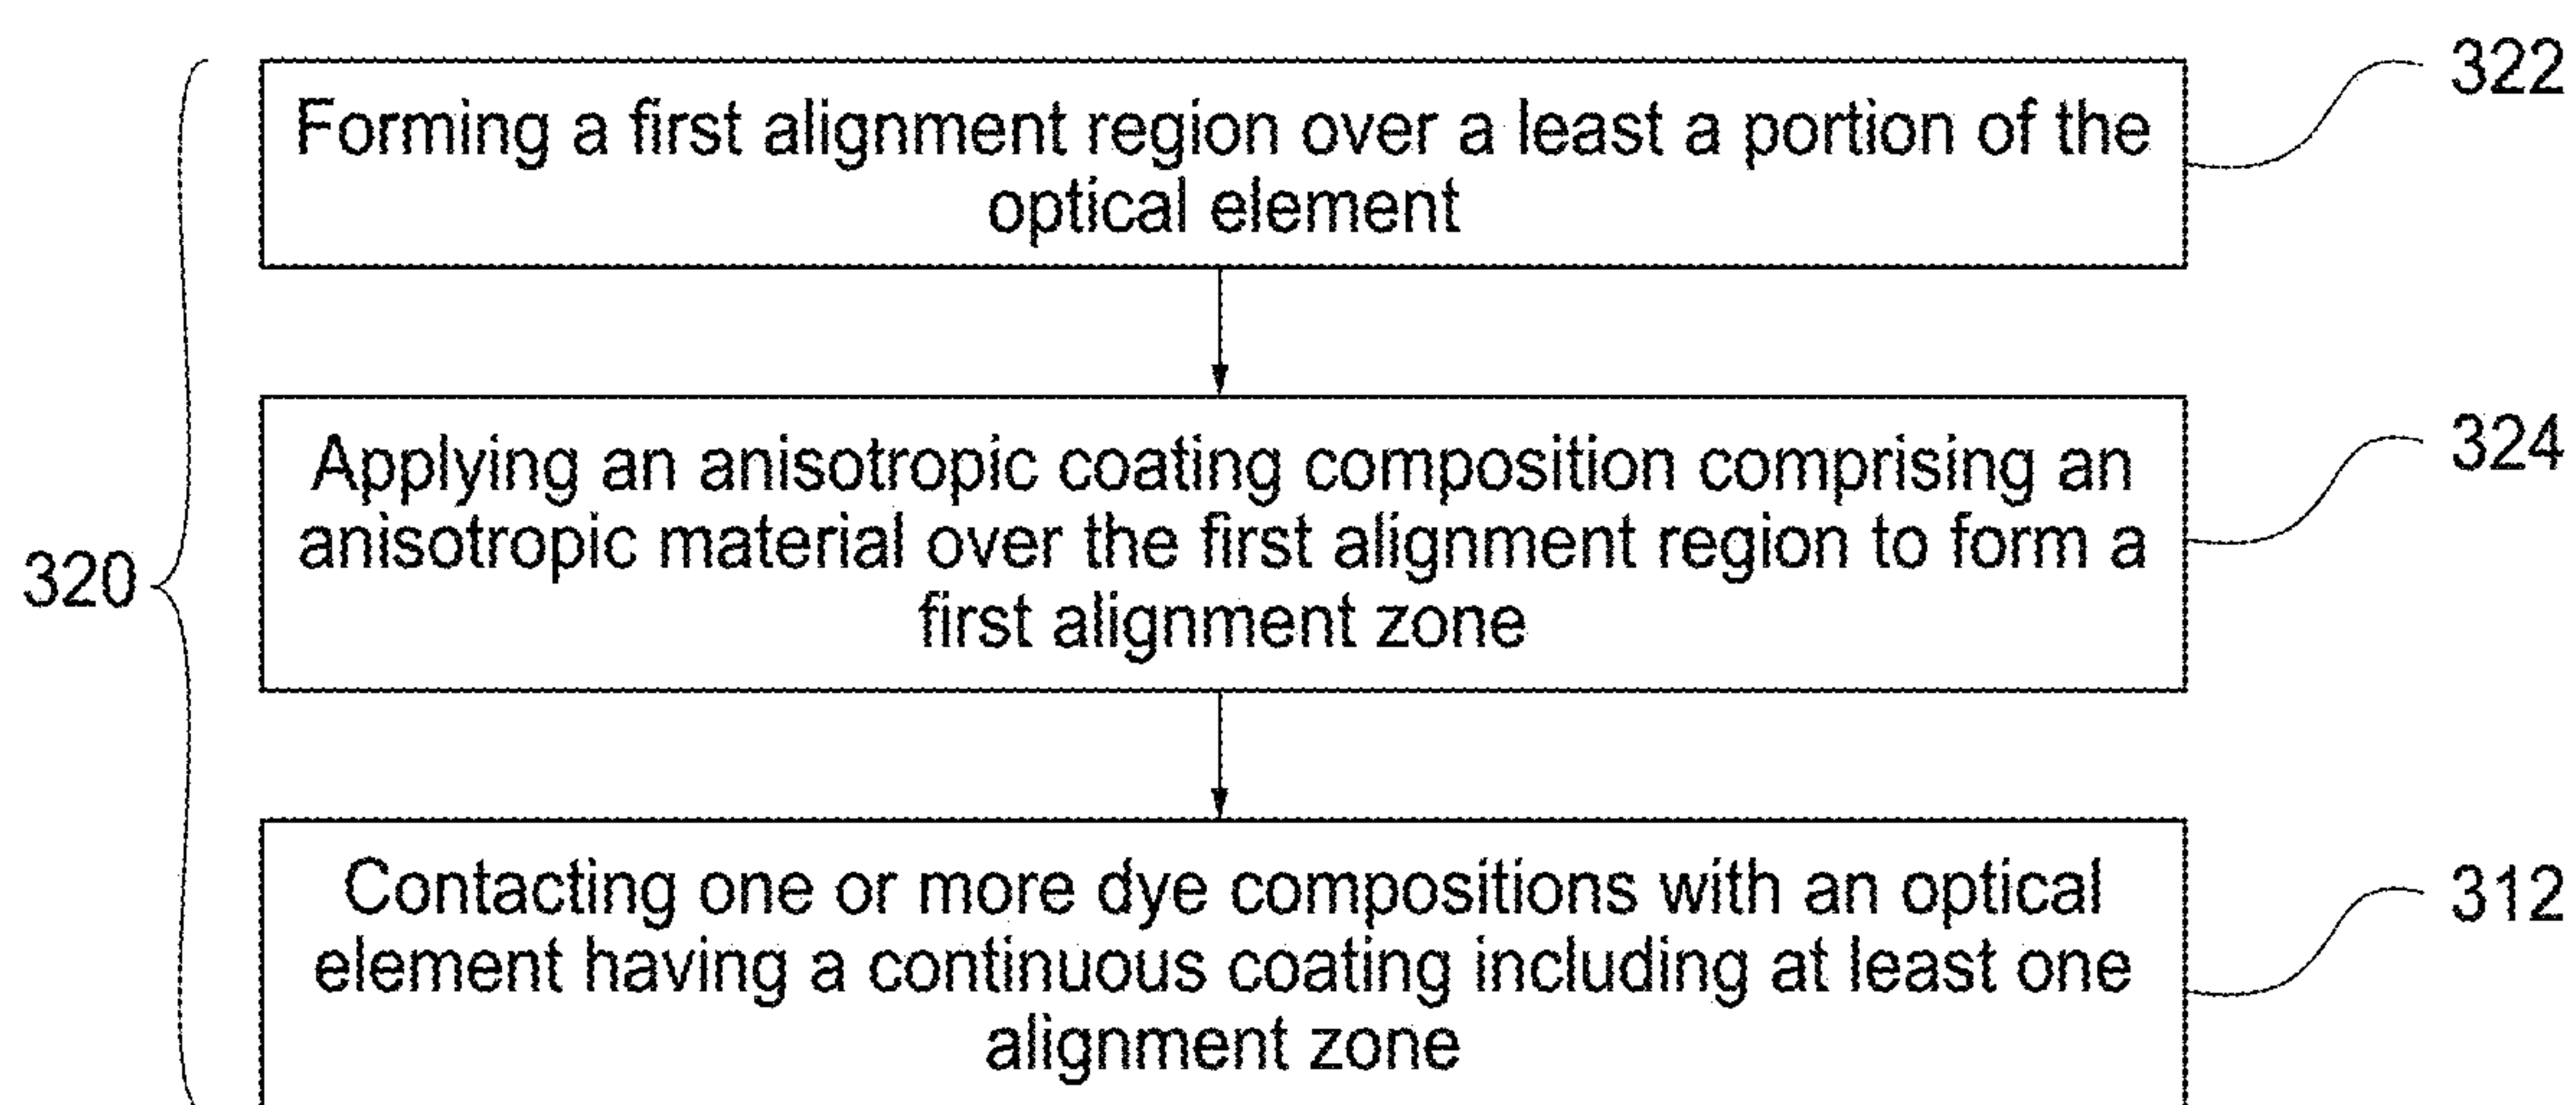 322
Forming a first alignment region over a least a portion of the
optical element
324
Applying an anisotropic coating composition comprising an
anisotropic material over the first alignment region to form a
first alignment zone
320
312
Contacting one or more dye compositions with an optical
element having a continuous coating including at least one
alignment zone